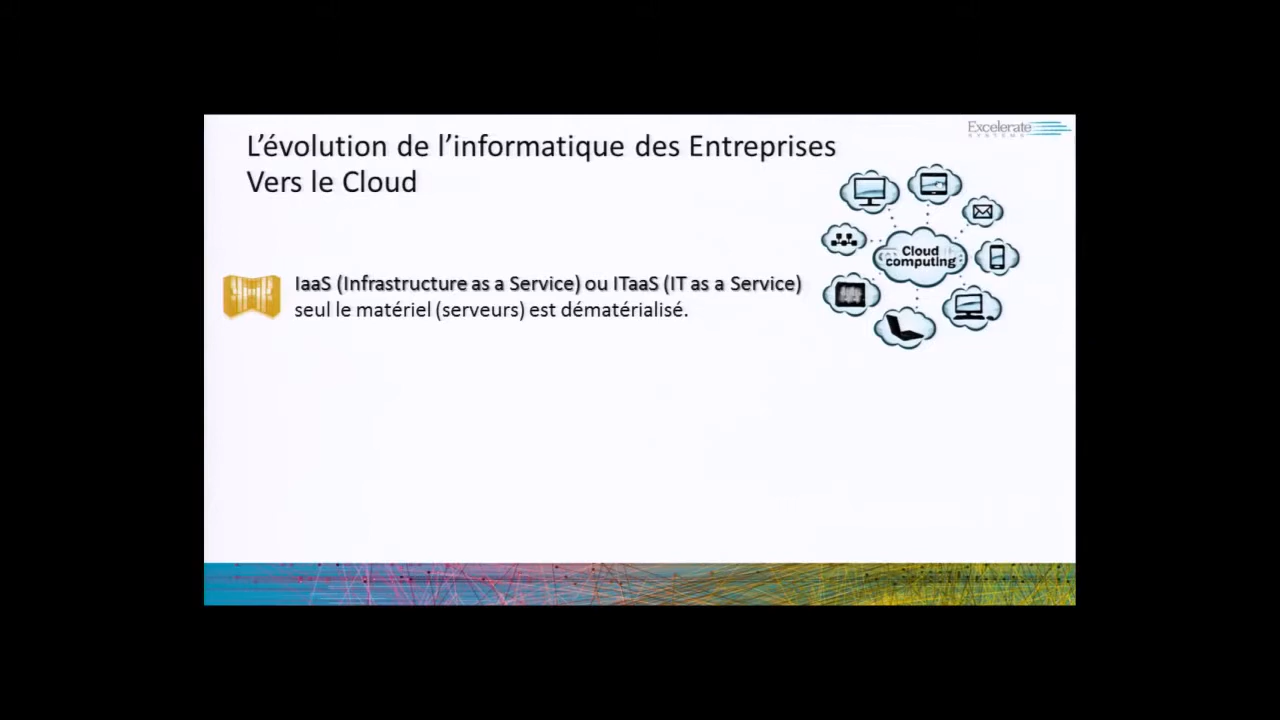 Excelerate
SYSTEMS
L'évolution de l'informatique des Entreprises
Vers le Cloud
Cloud
computing
IaaS (Infrastructure as a Service) ou ITaaS (IT as a Service)
seul le matériel (serveurs) est dématérialisé.